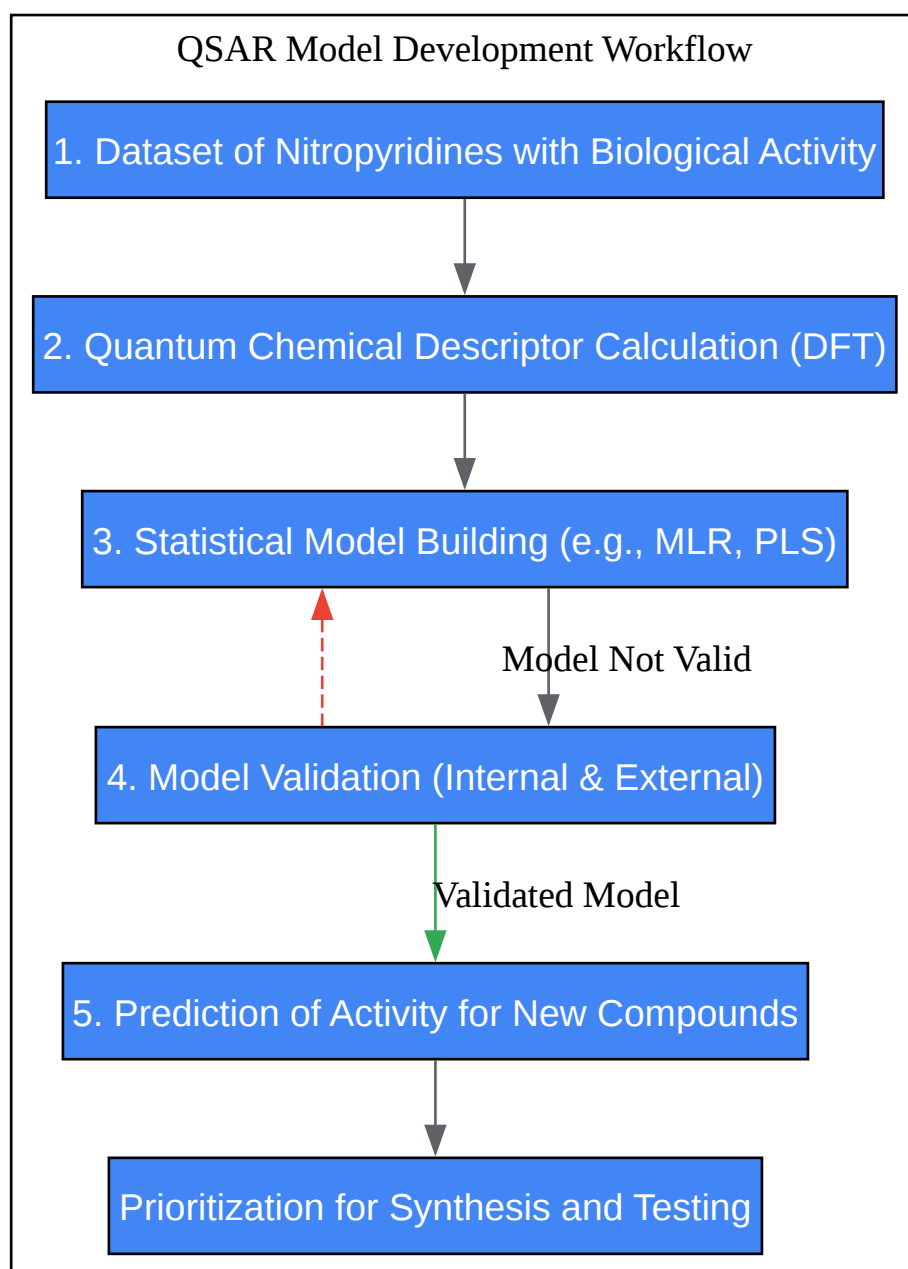 QSAR Model Development Workflow
1. Dataset of Nitropyridines with Biological Activity
2. Quantum Chemical Descriptor Calculation (DFT)
3. Statistical Model Building (e.g., MLR, PLS)
Model Not Valid
4. Model Validation (Internal & External)
Validated Model
5. Prediction of Activity for New Compounds
Prioritization for Synthesis and Testing